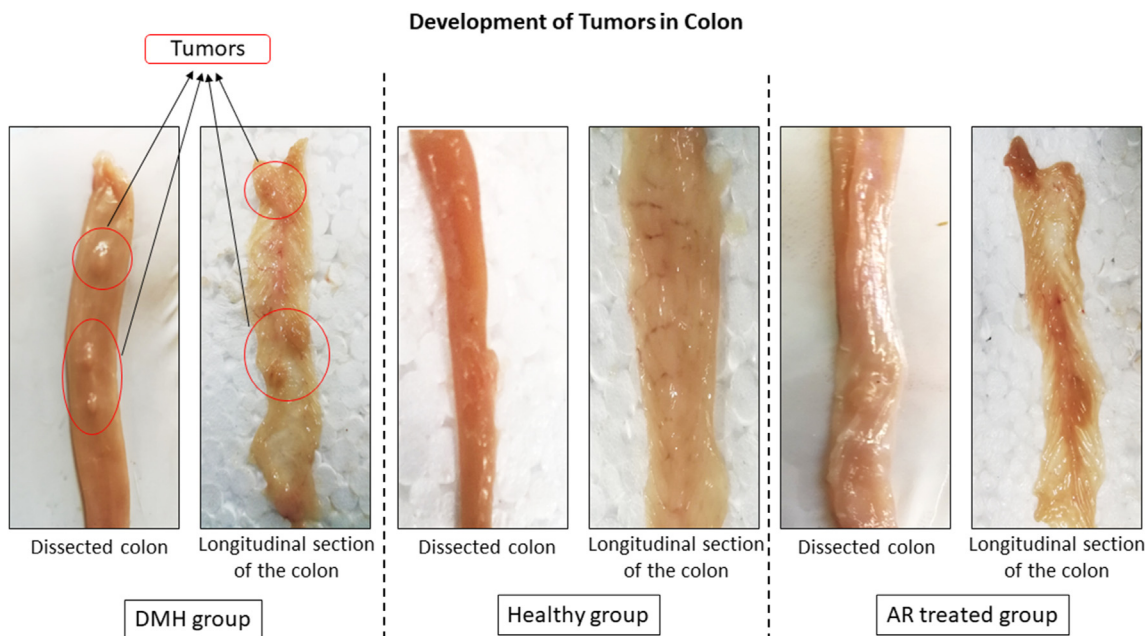 Development of Tumors in Colon
Tumors
Dissected colon
Longitudinal section
of the colon
Dissected colon
Longitudinal section
of the colon
Dissected colon
Longitudinal section
of the colon
DMH group
Healthy group
AR treated group